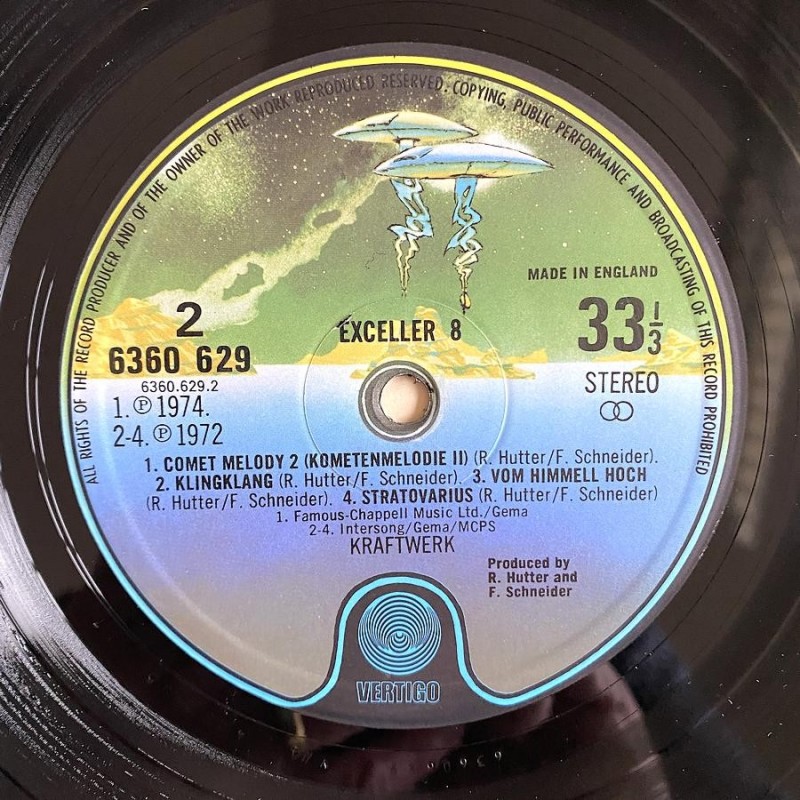 ALL RIGHTS OF THE RECORD PRODUCER AND OF THE OWNER OF THE WORK REPRODUCED RESERVED. COPYING, PUBLIC PERFORMANCE AND BROADCASTING OF THIS RECORD PROHIBITED
MADE IN ENGLAND
2
EXCELLER 8
33 1/3
6360 629
6360.629.2
STEREO
1. ℗ 1974.
2-4. ℗ 1972
1. COMET MELODY 2 (KOMETENMELODIE II) (R. Hutter/F. Schneider).
2. KLINGKLANG (R. Hutter/F. Schneider). 3. VOM HIMMELL HOCH
(R. Hutter/F. Schneider). 4. STRATOVARIUS (R. Hutter/F. Schneider)
1. Famous-Chappell Music Ltd./Gema
2-4. Intersong/Gema/MCPS
KRAFTWERK
Produced by
R. Hutter and
F. Schneider
VERTIGO